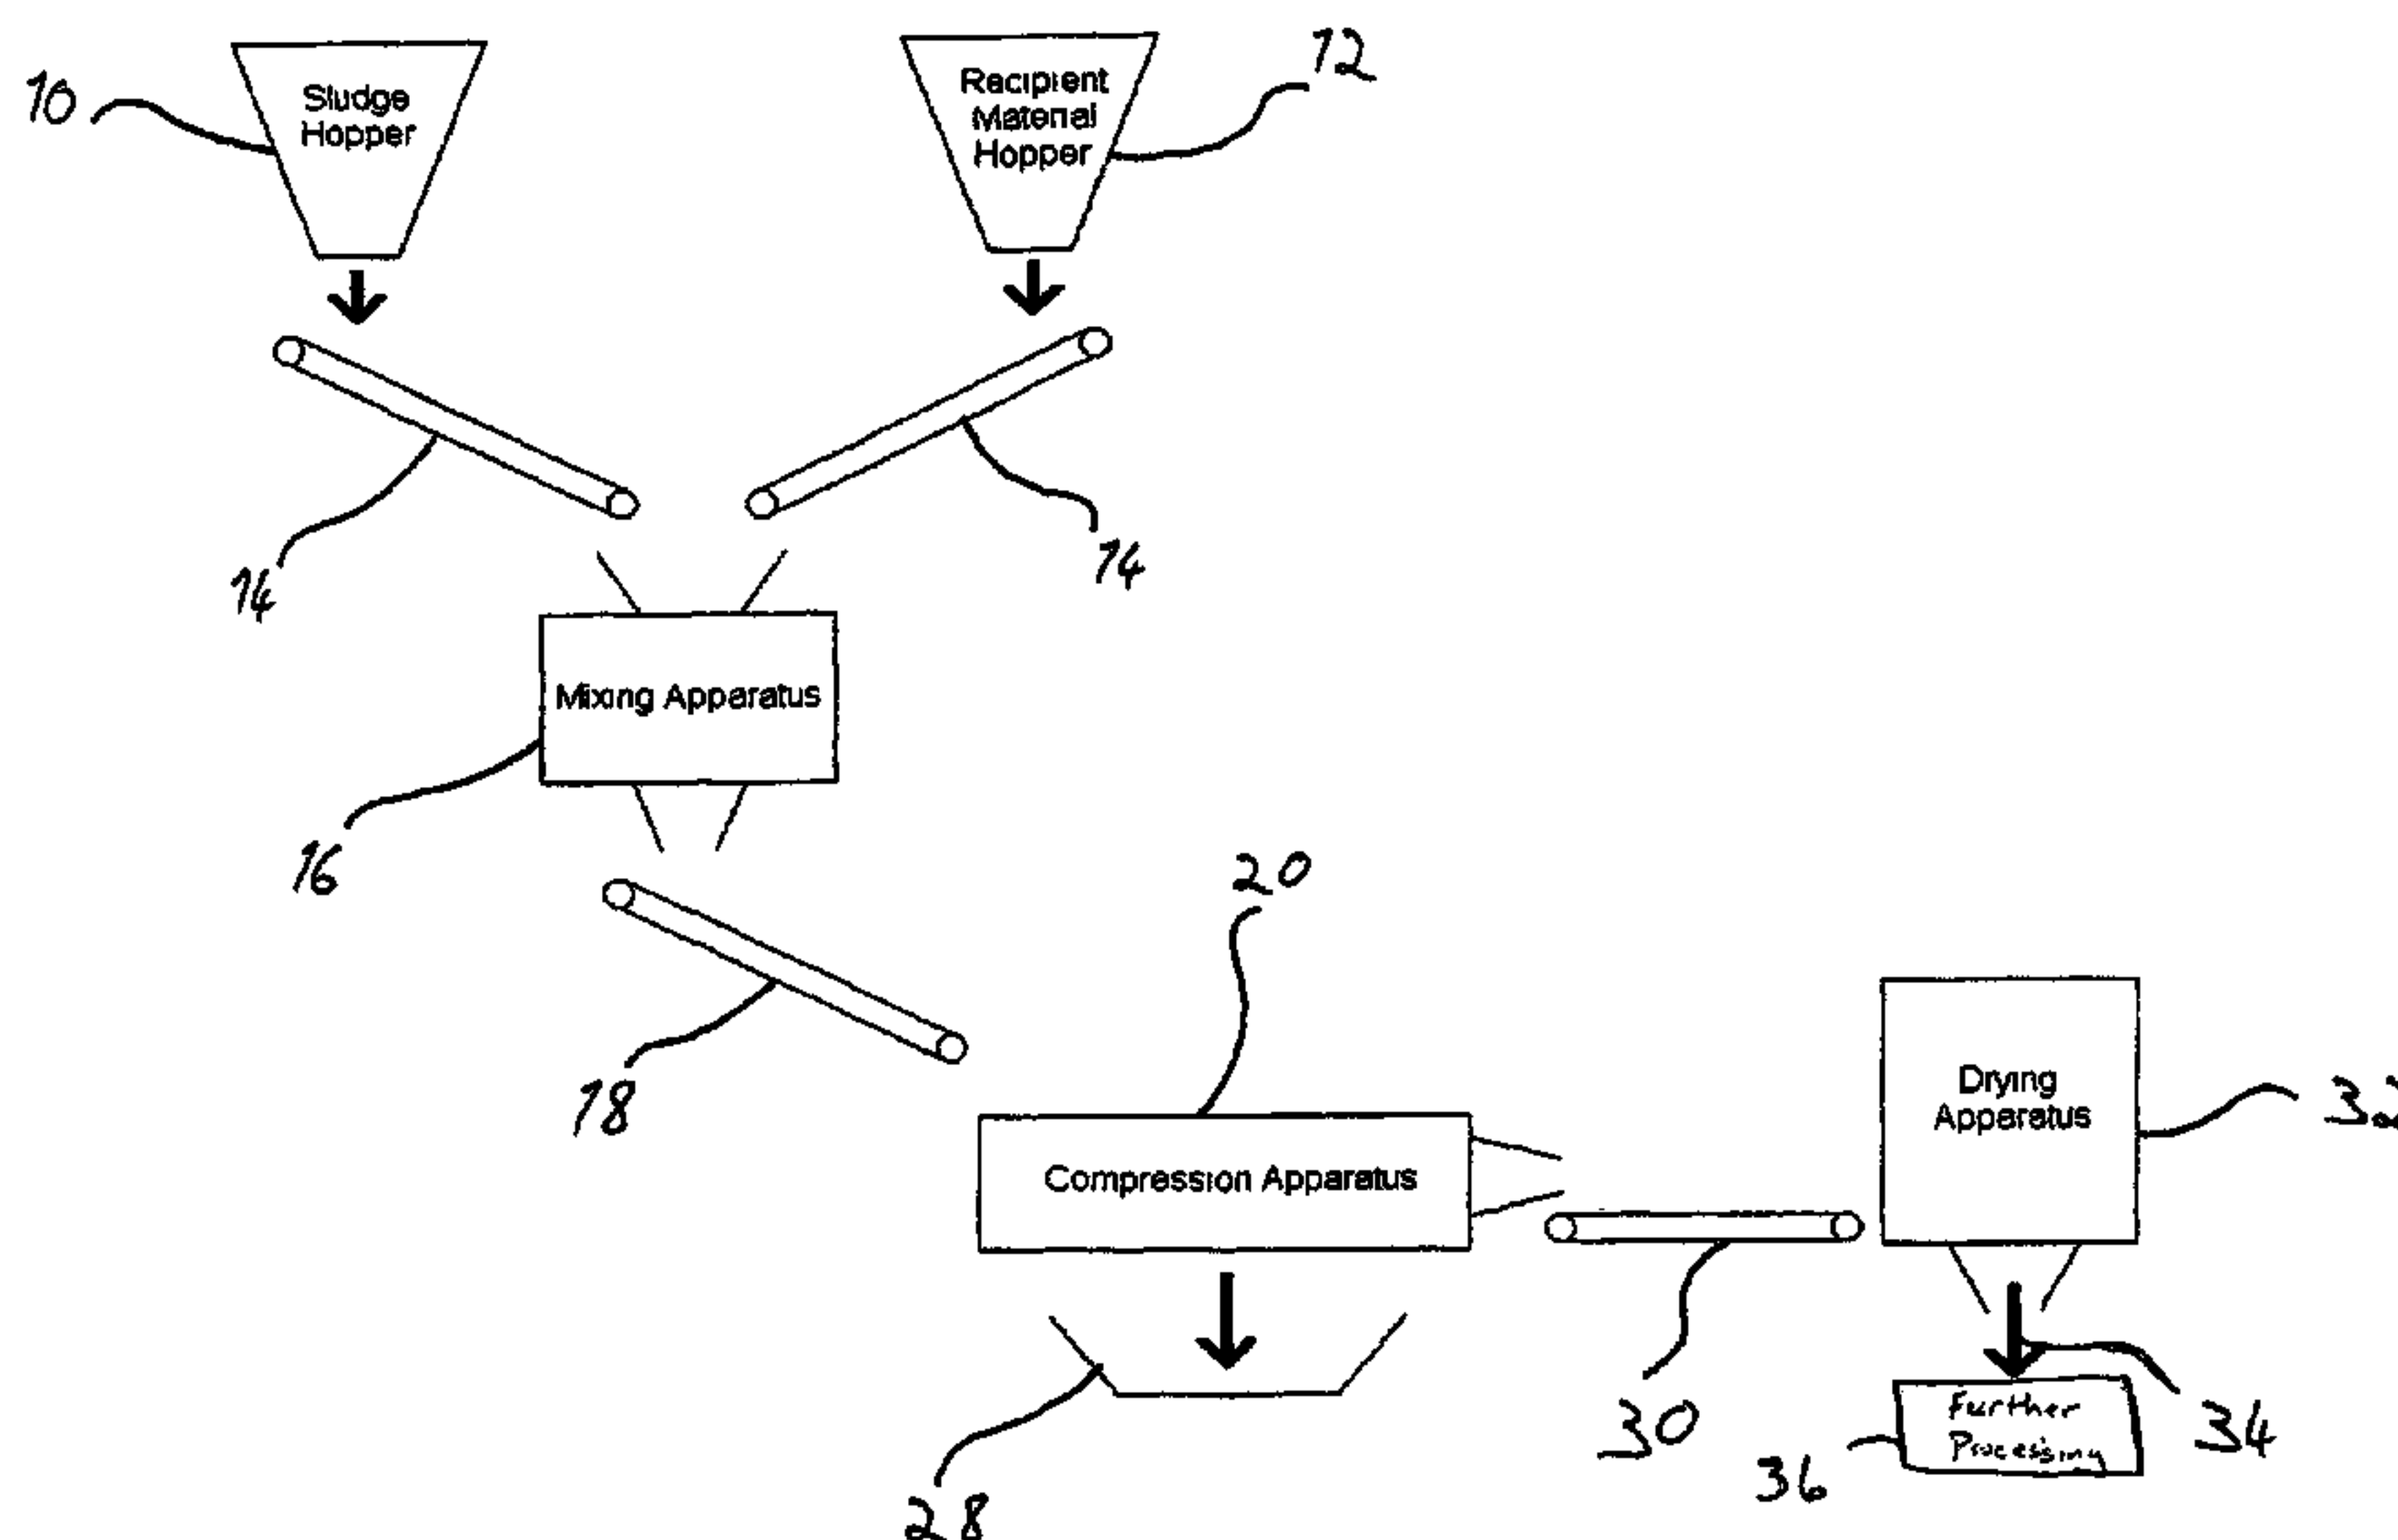 10
Sludge
Hopper
Recipient
Material
Hopper
12
14
14
Mixing Apparatus
16
18
20
Compression Apparatus
28
30
Drying
Apparatus
32
34
Further
Processing
36